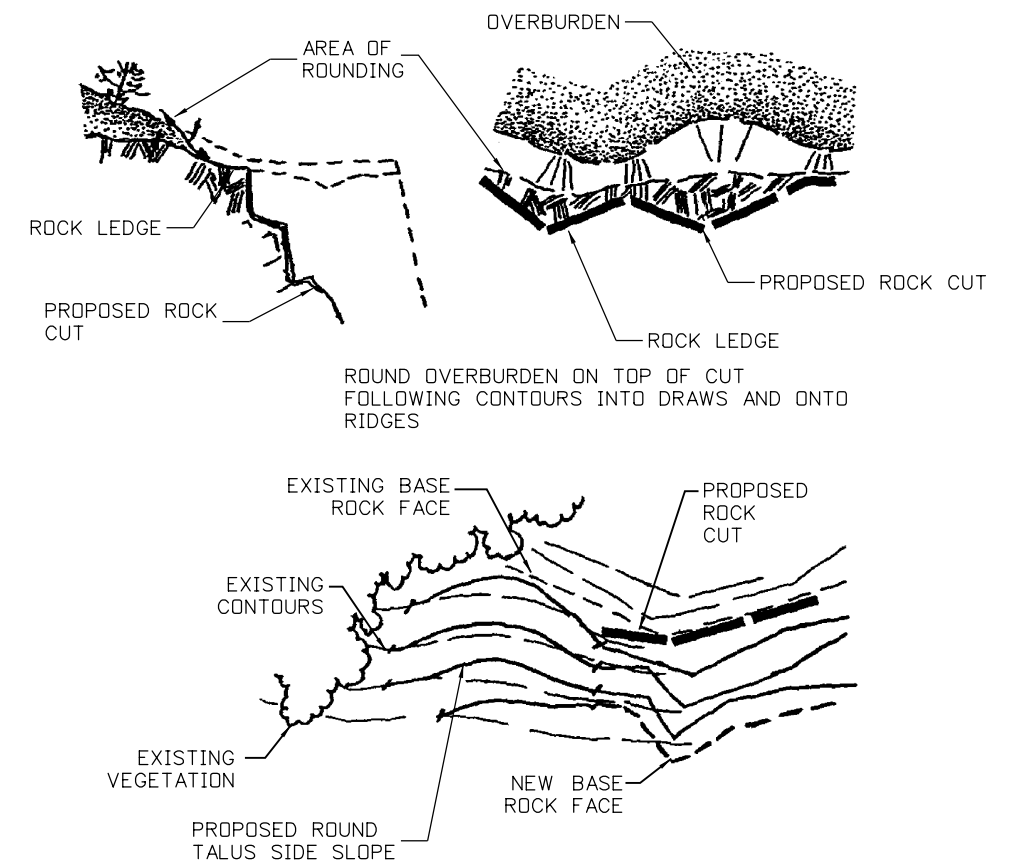 OVERBURDEN
AREA OF
ROUNDING
ROCK LEDGE
PROPOSED ROCK
CUT
PROPOSED ROCK CUT
ROCK LEDGE
ROUND OVERBURDEN ON TOP OF CUT
FOLLOWING CONTOURS INTO DRAWS AND ONTO
RIDGES
EXISTING BASE
ROCK FACE
PROPOSED
ROCK
CUT
EXISTING
CONTOURS
EXISTING
VEGETATION
NEW BASE
ROCK FACE
PROPOSED ROUND
TALUS SIDE SLOPE